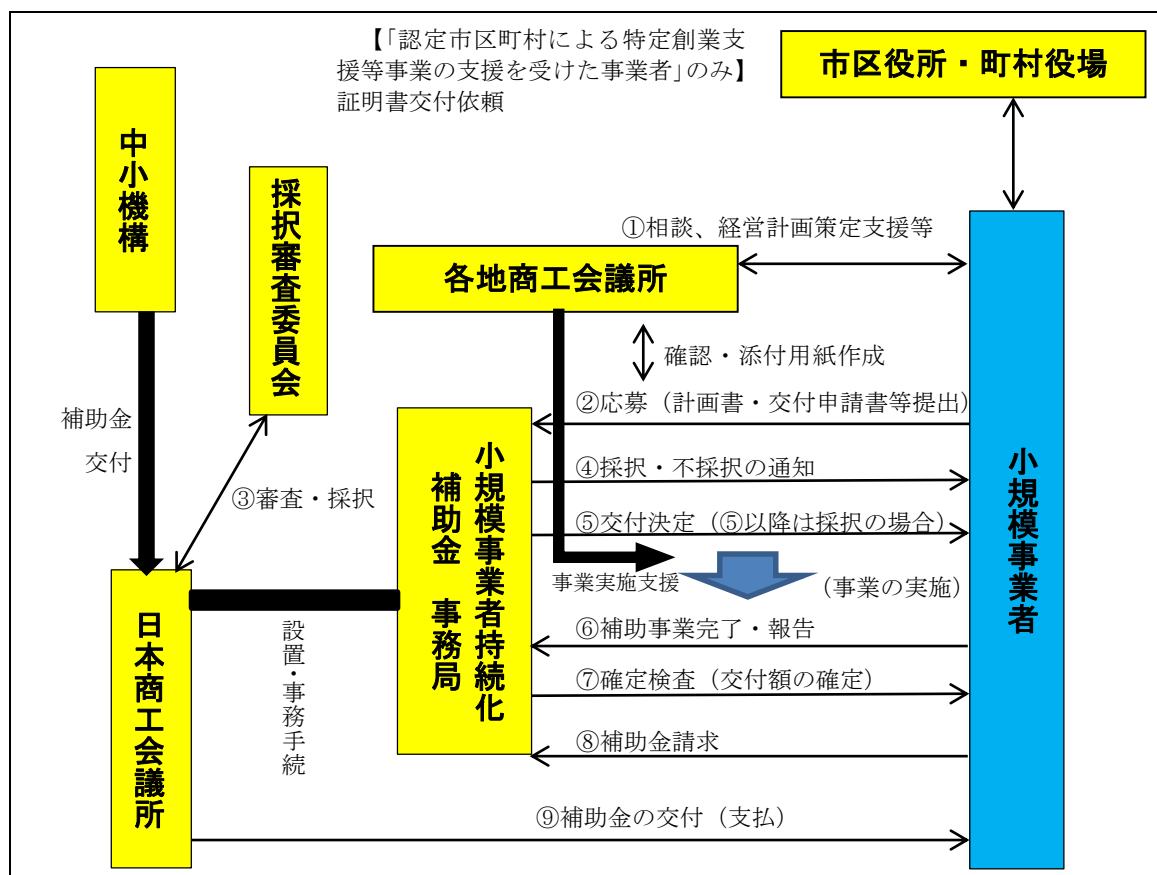 【「認定市区町村による特定創業支
援等事業の支援を受けた事業者」のみ】
証明書交付依頼
市区役所・町村役場
中小機構
採択審査委員会
①相談、経営計画策定支援等
各地商工会議所
確認・添付用紙作成
補助金
交付
②応募（計画書・交付申請書等提出）
③審査・採択
小規模事業者持続化
補助金　事務局
④採択・不採択の通知
⑤交付決定（⑤以降は採択の場合）
事業実施支援
（事業の実施）
小規模事業者
日本商工会議所
設置・事務手続
⑥補助事業完了・報告
⑦確定検査（交付額の確定）
⑧補助金請求
⑨補助金の交付（支払）